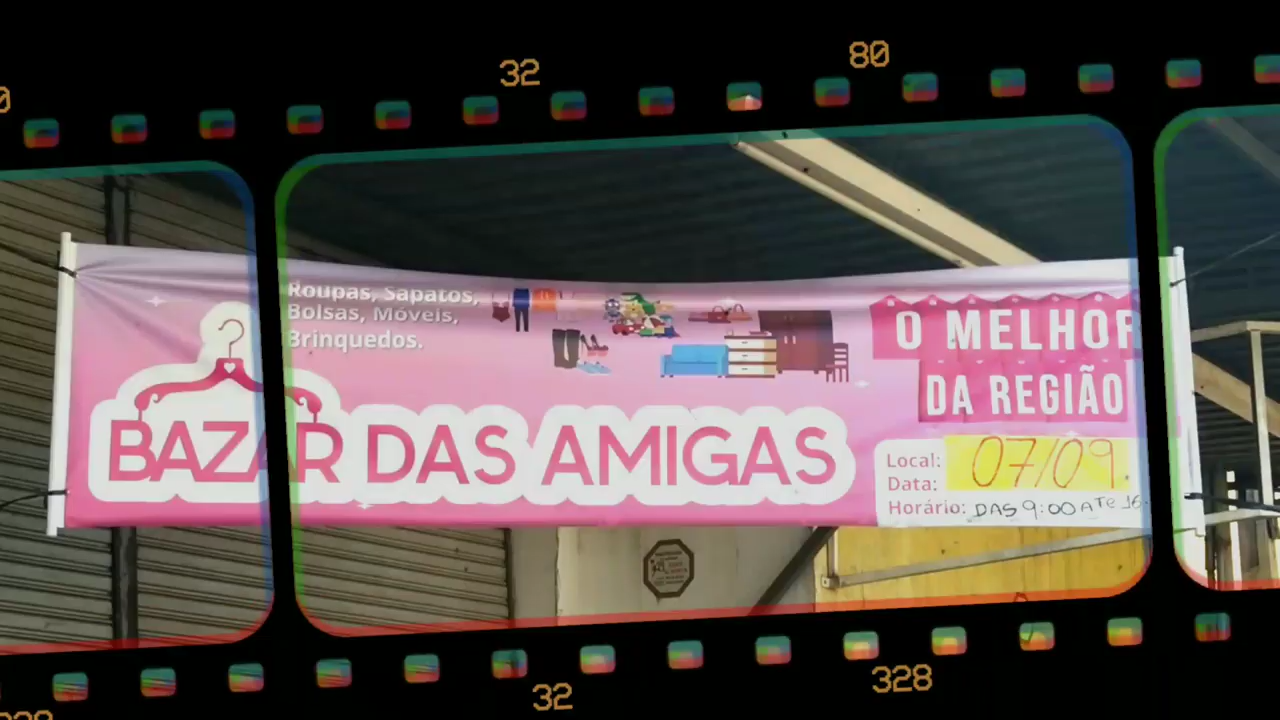 32
80
Roupas, Sapatos,
Bolsas, Móveis,
Brinquedos.
BAZAR DAS AMIGAS
O MELHOR
DA REGIÃO
Local:
Data: 07/09
Horário: DAS 9:00 ATE 16
32
328